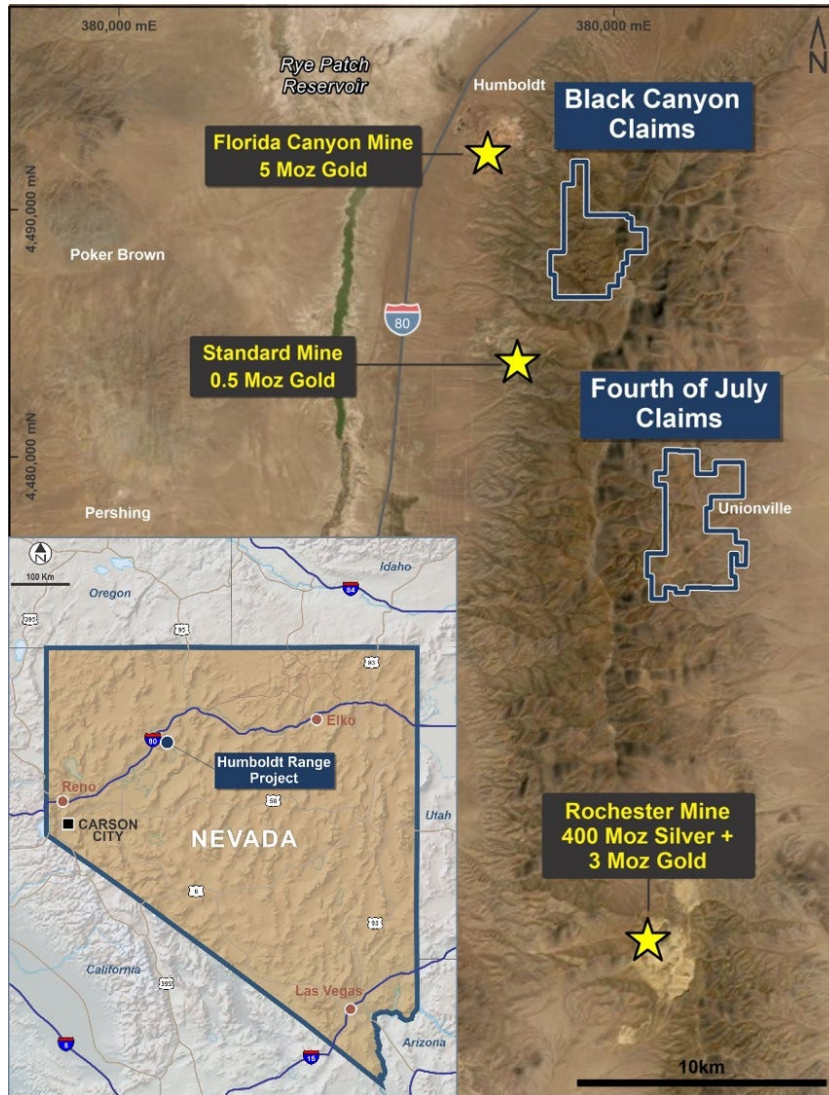 380,000 mE
380,000 mE
N
Rye Patch
Reservoir
Humboldt
Black Canyon
Claims
Florida Canyon Mine
5 Moz Gold
4,490,000 mN
Poker Brown
80
Standard Mine
0.5 Moz Gold
Fourth of July
Claims
4,480,000 mN
Pershing
Unionville
N
100 Km
Oregon
Idaho
84
395
95
93
Elko
80
Humboldt Range
Project
Reno
CARSON
CITY
50
Utah
NEVADA
6
93
California
395
Las Vegas
Arizona
5
15
Rochester Mine
400 Moz Silver +
3 Moz Gold
10km